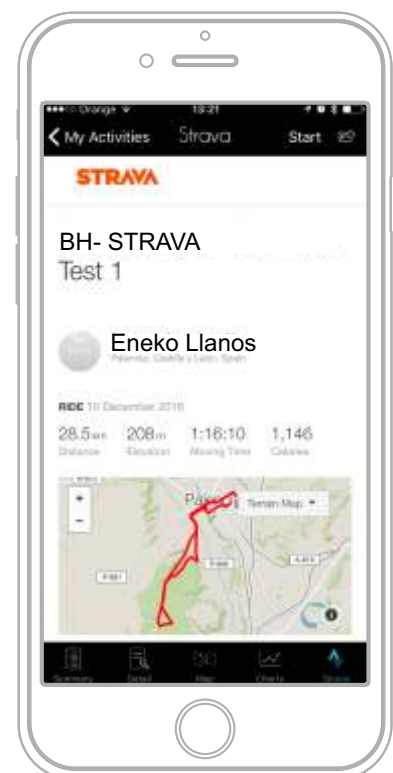 Orange 13:21
My Activities Strava Start
STRAVA
BH- STRAVA
Test 1
Eneko Llanos
Palencia, Castilla y Leon, Spain
RIDE 10 December 2016
28.5km 208m 1:16:10 1,146
Distance Elevation Moving Time Calories
+
Terrain Map
-
Summary Detail Map Charts Strava